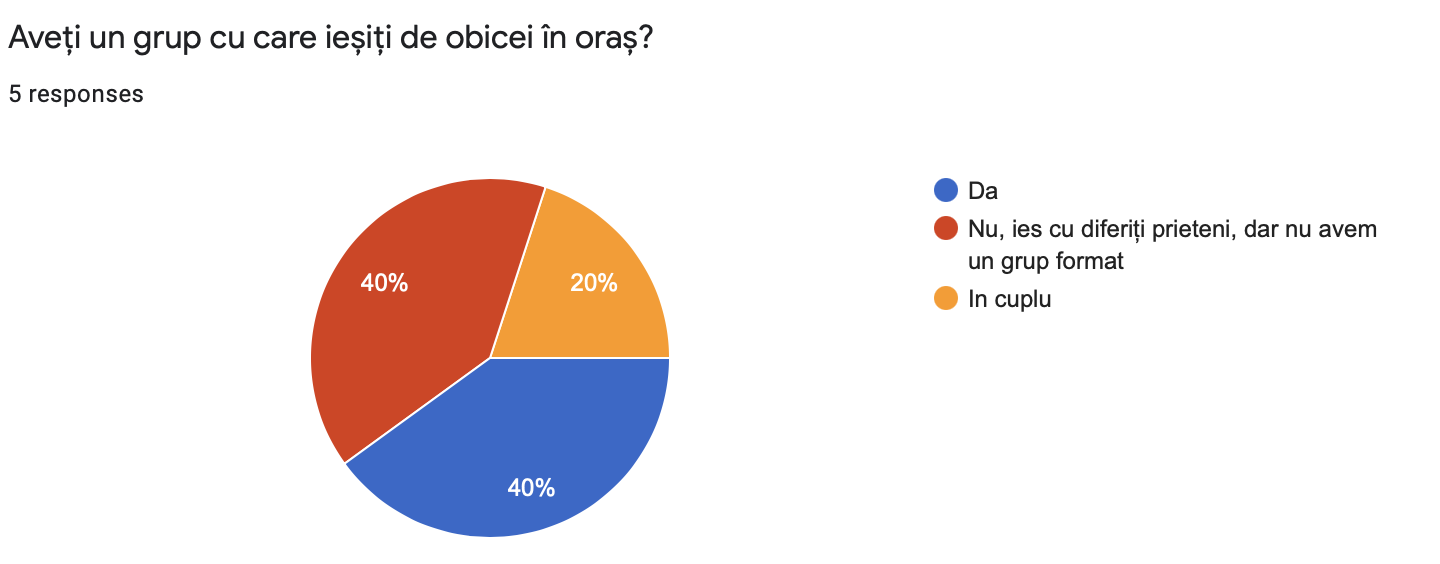 Aveți un grup cu care ieșiți de obicei în oraș?
5 responses
40%
20%
40%
Da
Nu, ies cu diferiți prieteni, dar nu avem
un grup format
In cuplu